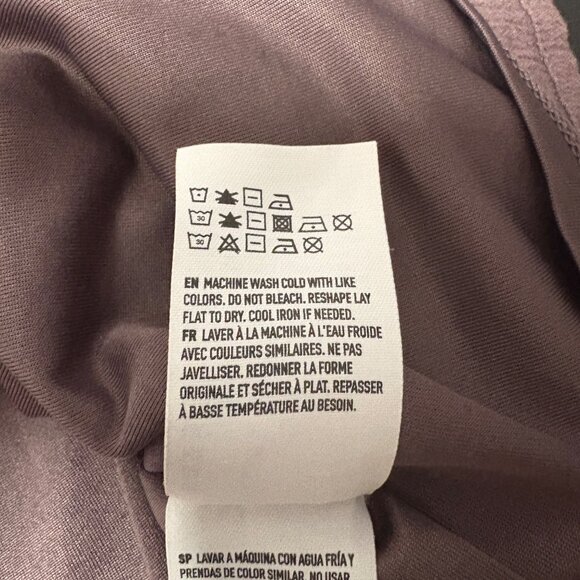 30
30
EN MACHINE WASH COLD WITH LIKE
COLORS. DO NOT BLEACH. RESHAPE LAY
FLAT TO DRY. COOL IRON IF NEEDED.
FR LAVER À LA MACHINE À L'EAU FROIDE
AVEC COULEURS SIMILAIRES. NE PAS
JAVELLISER. REDONNER LA FORME
ORIGINALE ET SÉCHER À PLAT. REPASSER
À BASSE TEMPÉRATURE AU BESOIN.
SP LAVAR A MÁQUINA CON AGUA FRÍA Y
PRENDAS DE COLOR SIMILAR. NO USAR